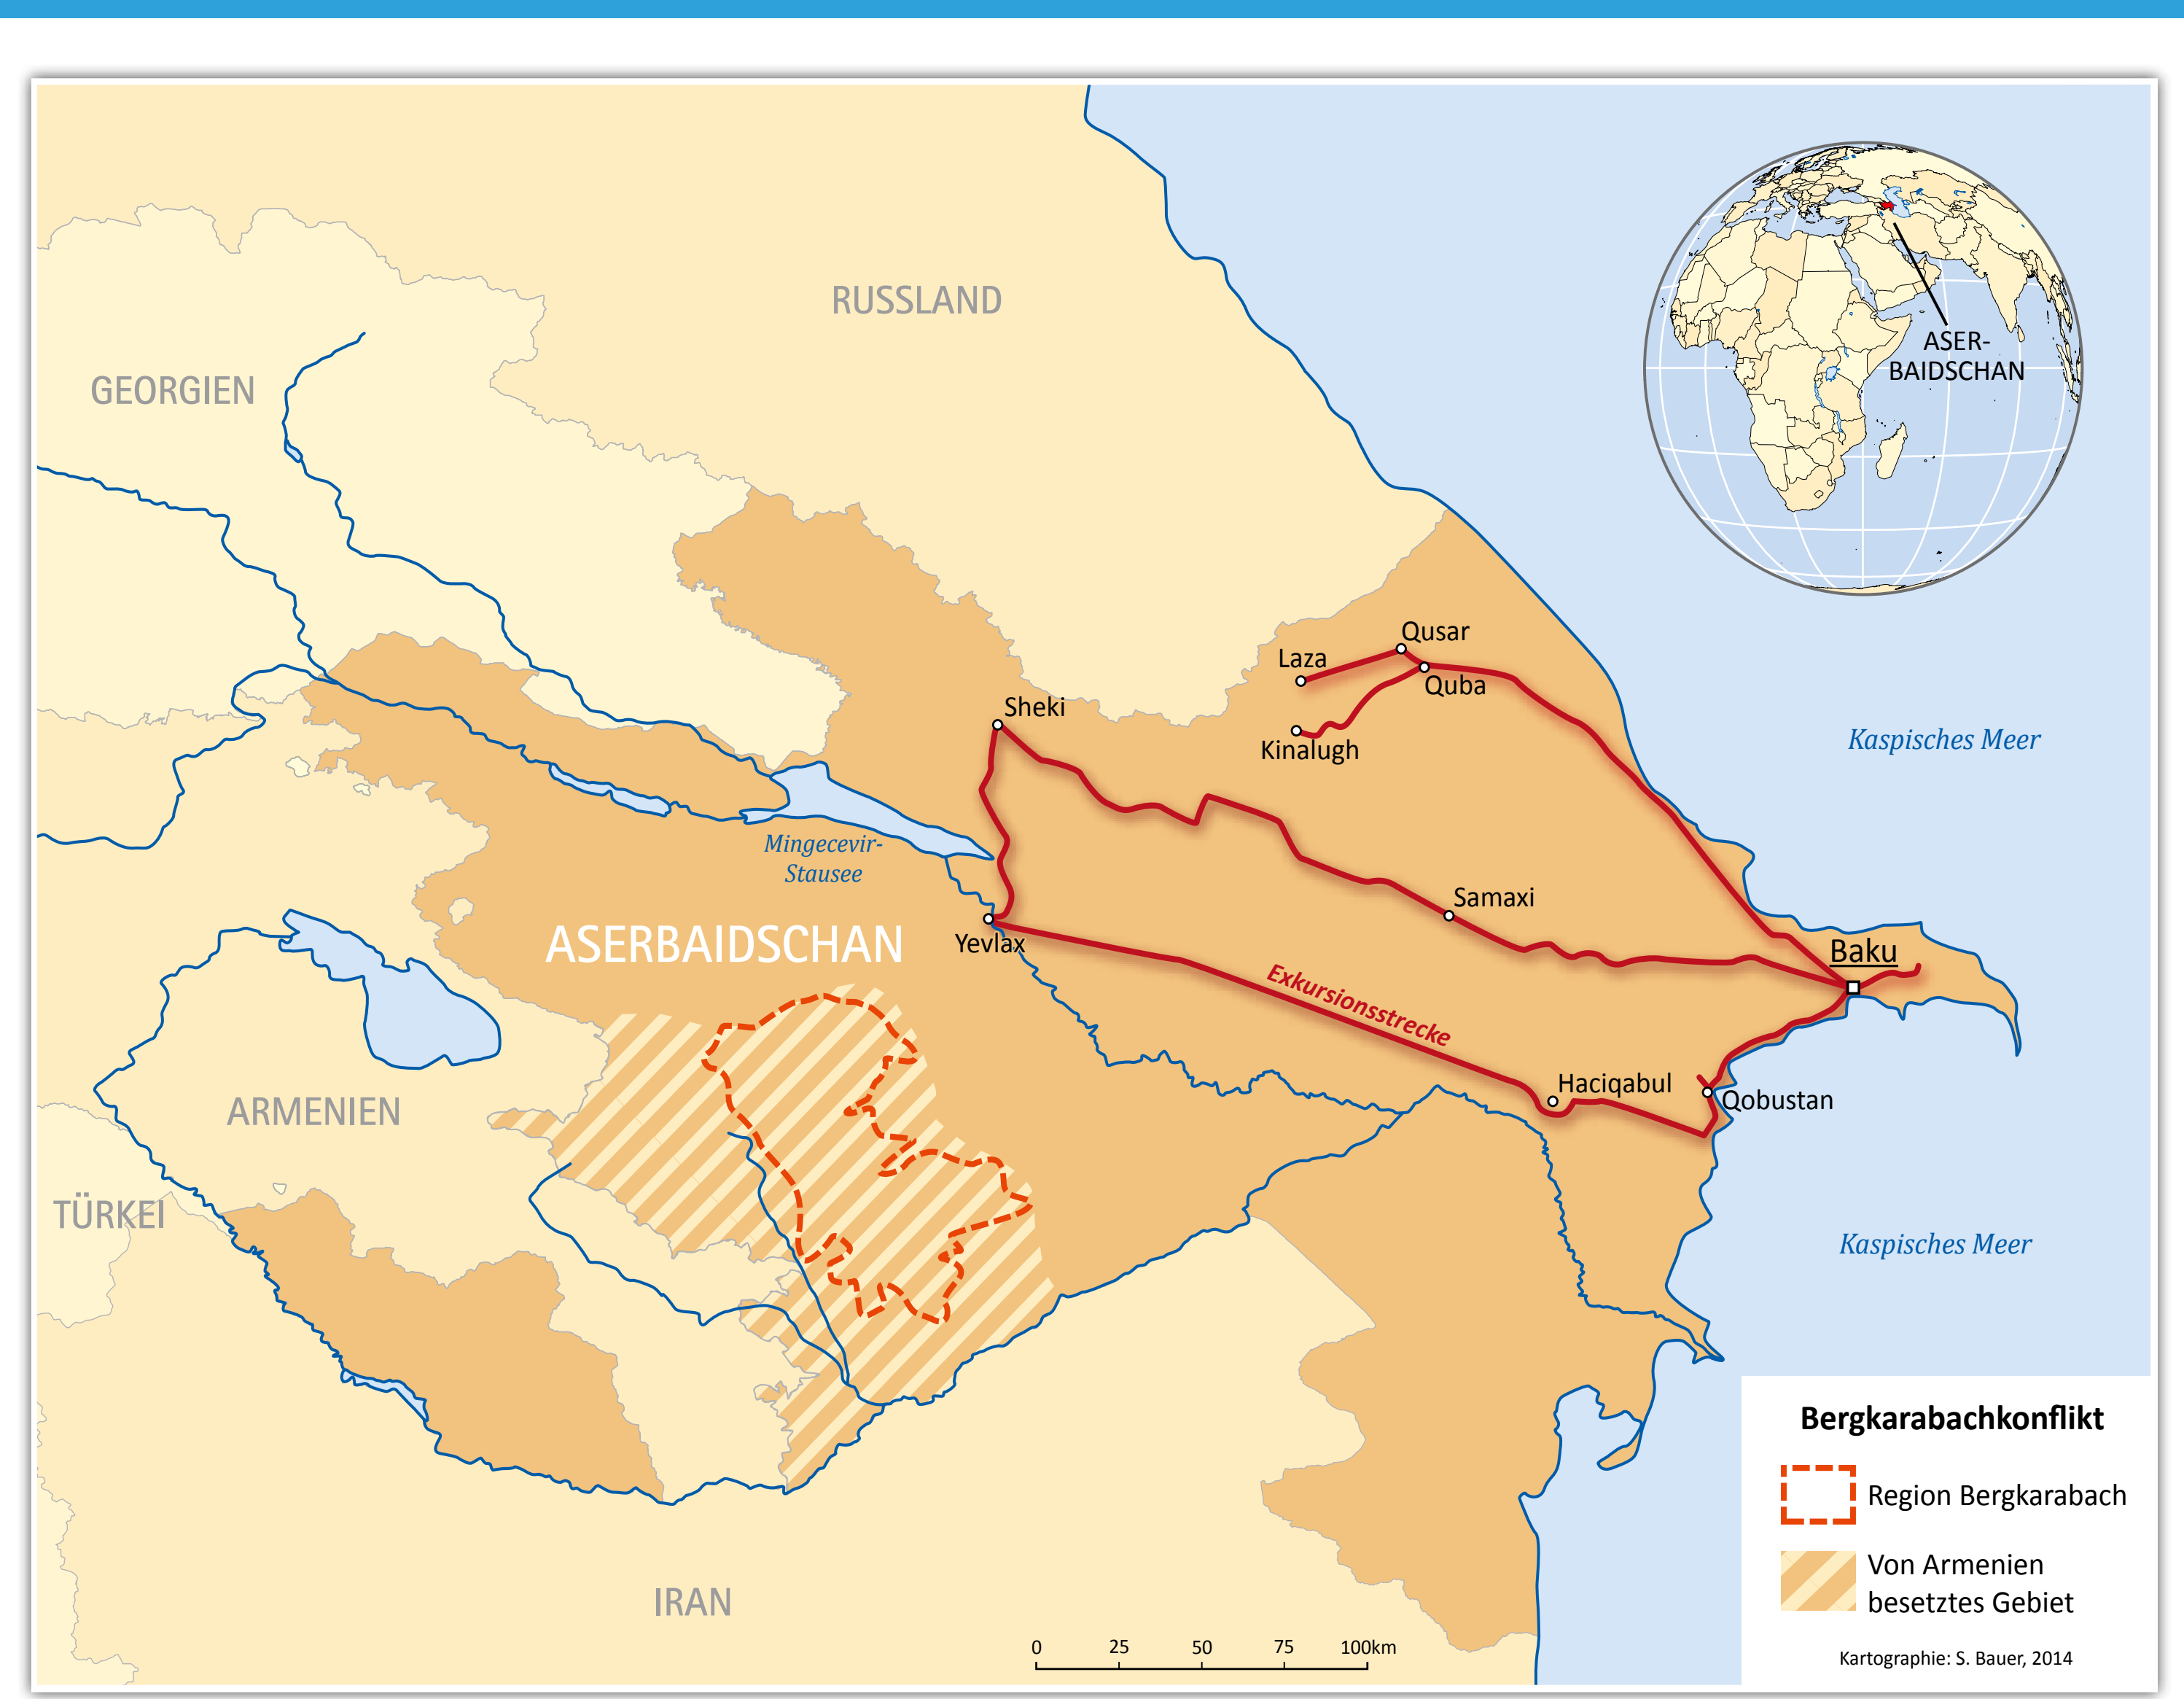 RUSSLAND
GEORGIEN
ASER-
BAIDSCHAN
Qusar
Laza
Quba
Sheki
Kinalugh
Kaspisches Meer
Mingecevir-
Stausee
Samaxi
ASERBAIDSCHAN
Yevlax
Baku
Exkursionsstrecke
Haciqabul
Qobustan
ARMENIEN
TÜRKEI
Kaspisches Meer
IRAN
0 25 50 75 100km
Bergkarabachkonflikt
Region Bergkarabach
Von Armenien
besetztes Gebiet
Kartographie: S. Bauer, 2014